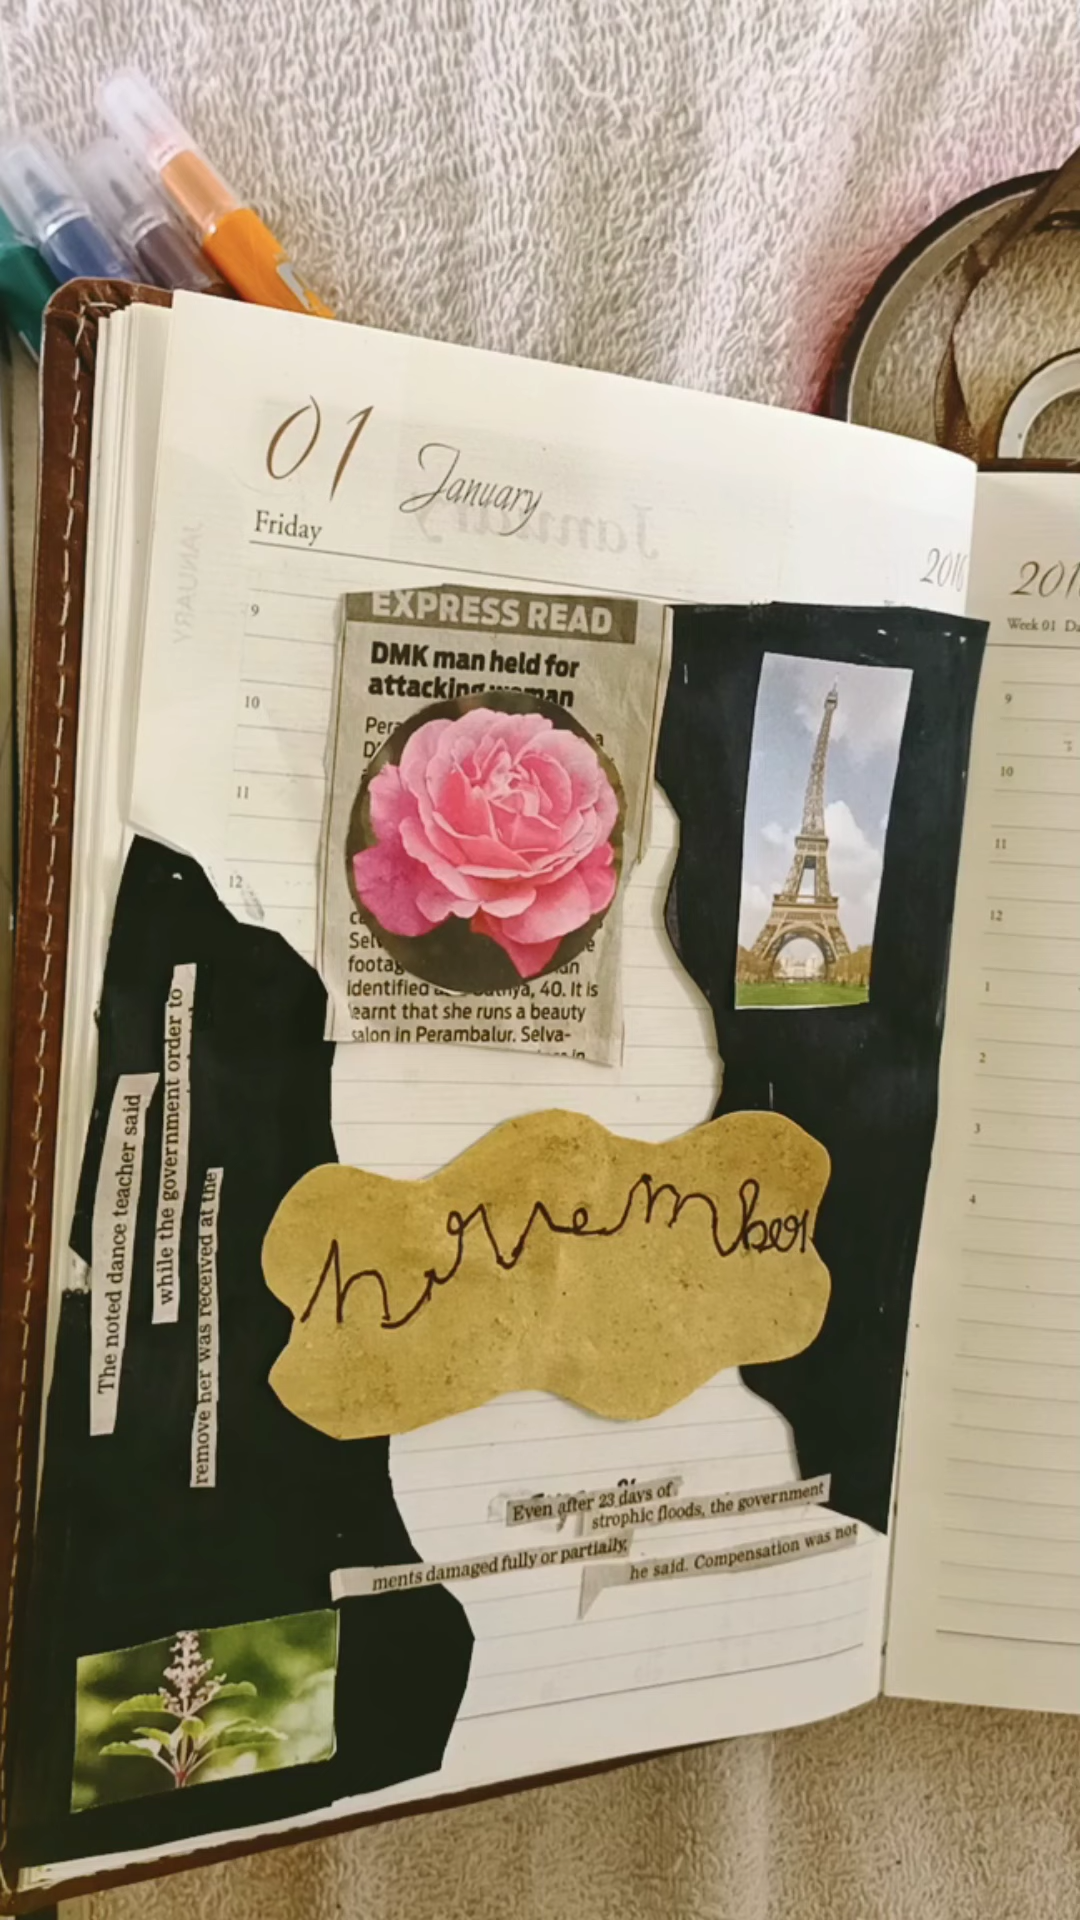 01 January
Friday
2016
9
10
11
12
EXPRESS READ
DMK man held for
attacking woman
identified
40. It is
learnt that she runs a beauty
salon in Perambalur. Selva-
The noted dance teacher said
while the government order to
remove her was received at the
november
Even after 23 days of
strophic floods, the government
ments damaged fully or partially,
he said. Compensation was not
Week 01
9
10
11
12
1
2
3
4